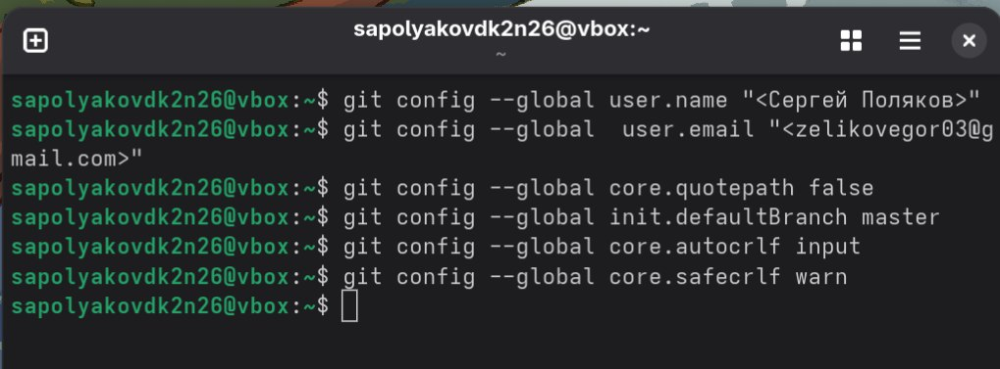 sapolyakovdk2n26@vbox:~
~
sapolyakovdk2n26@vbox:~$ git config --global user.name "<Сергей Поляков>"
sapolyakovdk2n26@vbox:~$ git config --global  user.email "<zelikovegor03@g
mail.com>"
sapolyakovdk2n26@vbox:~$ git config --global core.quotepath false
sapolyakovdk2n26@vbox:~$ git config --global init.defaultBranch master
sapolyakovdk2n26@vbox:~$ git config --global core.autocrlf input
sapolyakovdk2n26@vbox:~$ git config --global core.safecrlf warn
sapolyakovdk2n26@vbox:~$